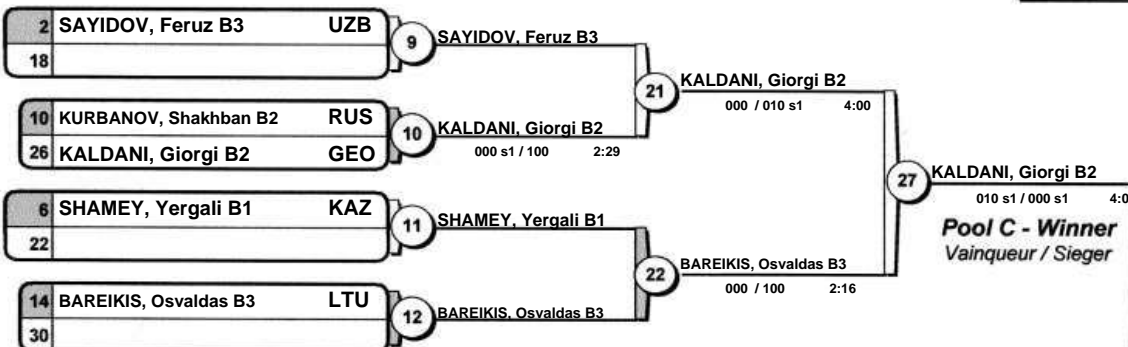 2 SAYIDOV, Feruz B3 UZB
18
9 SAYIDOV, Feruz B3
10 KURBANOV, Shakhban B2 RUS
26 KALDANI, Giorgi B2 GEO
10 KALDANI, Giorgi B2
000 s1 / 100 2:29
21 KALDANI, Giorgi B2
000 / 010 s1 4:00
6 SHAMEY, Yergali B1 KAZ
22
11 SHAMEY, Yergali B1
14 BAREIKIS, Osvaldas B3 LTU
30
12 BAREIKIS, Osvaldas B3
22 BAREIKIS, Osvaldas B3
000 / 100 2:16
27 KALDANI, Giorgi B2
010 s1 / 000 s1 4:0
Pool C - Winner
Vainqueur / Sieger